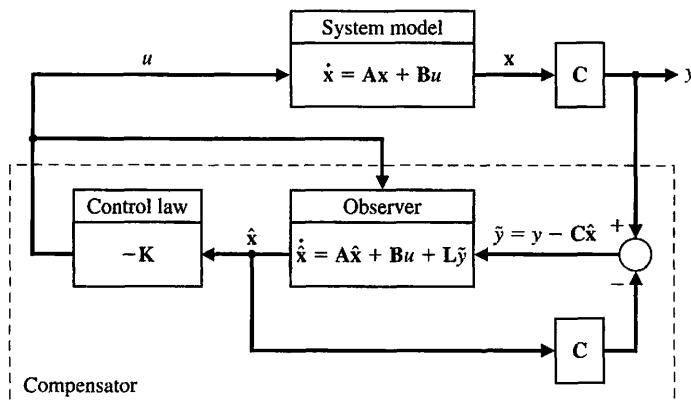 System model
u
ẋ = Ax + Bu
x
C
y
Control law
−K
x̂
Observer
x̂̇ = Ax̂ + Bu + Lỹ
ỹ = y − Cx̂
+
−
C
Compensator